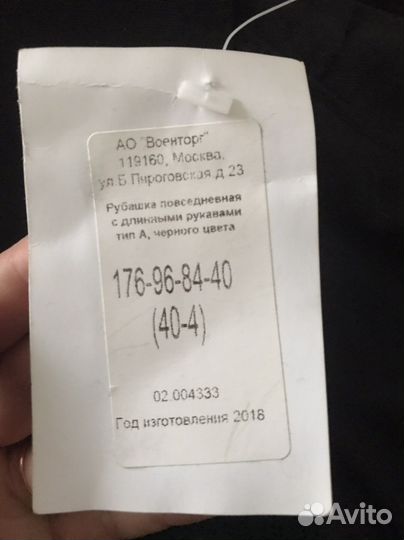 АО "Военторг"
119160, Москва,
ул.Б.Пироговская д.23
Рубашка повседневная
с длинными рукавами
тип А, черного цвета
176-96-84-40
(40-4)
02.004333
Год изготовления 2018
Avito